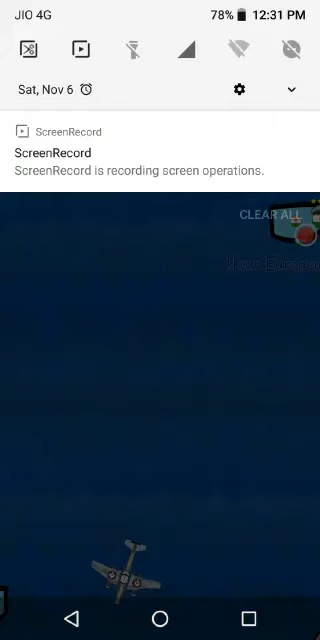 JIO 4G 78% 12:31 PM
Sat, Nov 6
ScreenRecord
ScreenRecord
ScreenRecord is recording screen operations.
CLEAR ALL